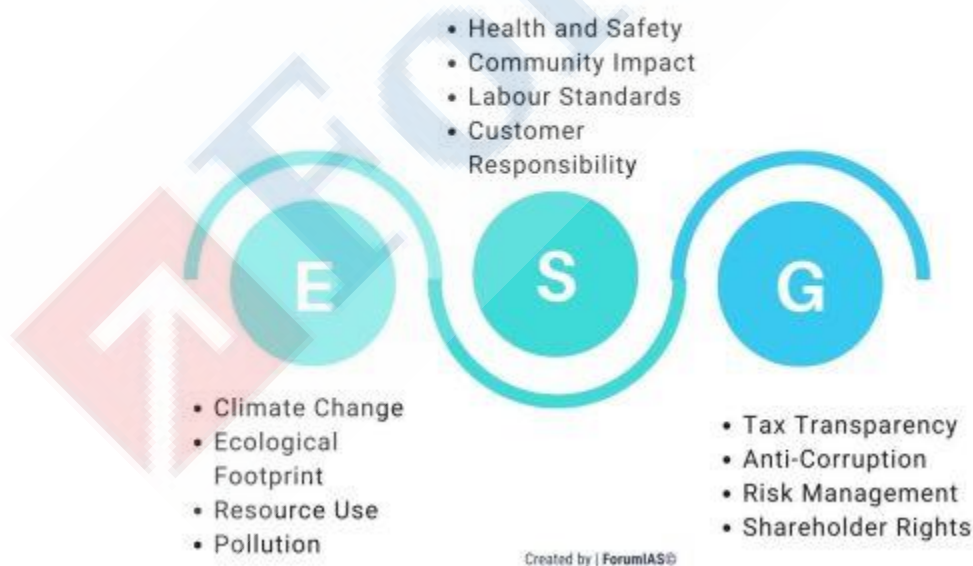 • Health and Safety
• Community Impact
• Labour Standards
• Customer
Responsibility
E
S
G
• Climate Change
• Ecological
Footprint
• Resource Use
• Pollution
• Tax Transparency
• Anti-Corruption
• Risk Management
• Shareholder Rights
Created by | ForumIAS©